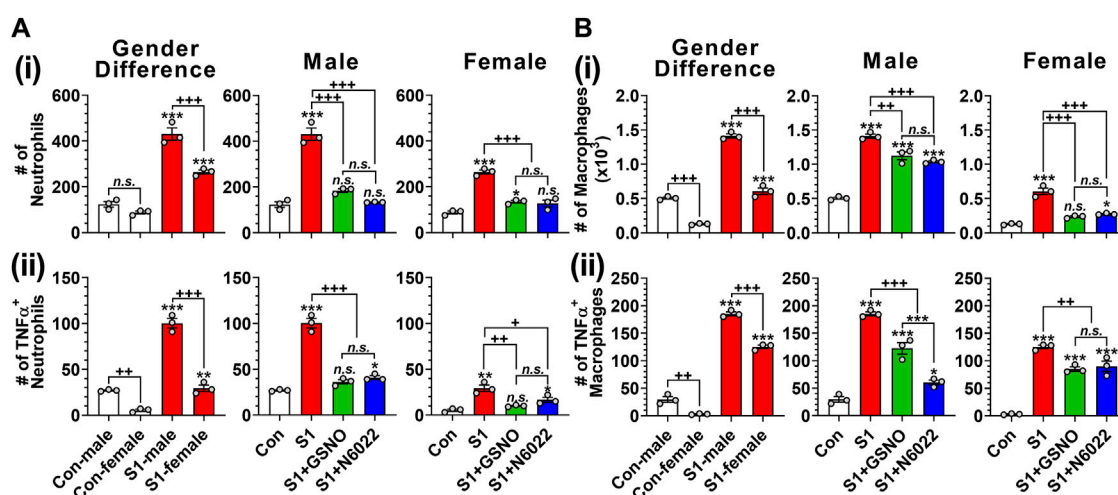 A
Gender
Difference
Male
Female
(i)
# of
Neutrophils
600
400
200
0
n.s.
***
+++
***
600
400
200
0
***
+++
+++
n.s.
n.s.
n.s.
600
400
200
0
***
+++
*
n.s.
n.s.
(ii)
# of TNFα+
Neutrophils
150
100
50
0
++
***
+++
**
150
100
50
0
***
+++
n.s.
n.s.
*
150
100
50
0
**
++
+
n.s.
n.s.
*
Con-male
Con-female
S1-male
S1-female
Con
S1
S1+GSNO
S1+N6022
Con
S1
S1+GSNO
S1+N6022
B
Gender
Difference
Male
Female
(i)
# of Macrophages
(x10³)
2.0
1.5
1.0
0.5
0.0
+++
***
+++
***
2.0
1.5
1.0
0.5
0.0
***
++
+++
n.s.
***
***
2.0
1.5
1.0
0.5
0.0
***
+++
+++
n.s.
n.s.
*
(ii)
# of TNFα+
Macrophages
250
200
150
100
50
0
++
***
+++
***
250
200
150
100
50
0
***
+++
***
***
*
250
200
150
100
50
0
***
++
n.s.
***
***
Con-male
Con-female
S1-male
S1-female
Con
S1
S1+GSNO
S1+N6022
Con
S1
S1+GSNO
S1+N6022